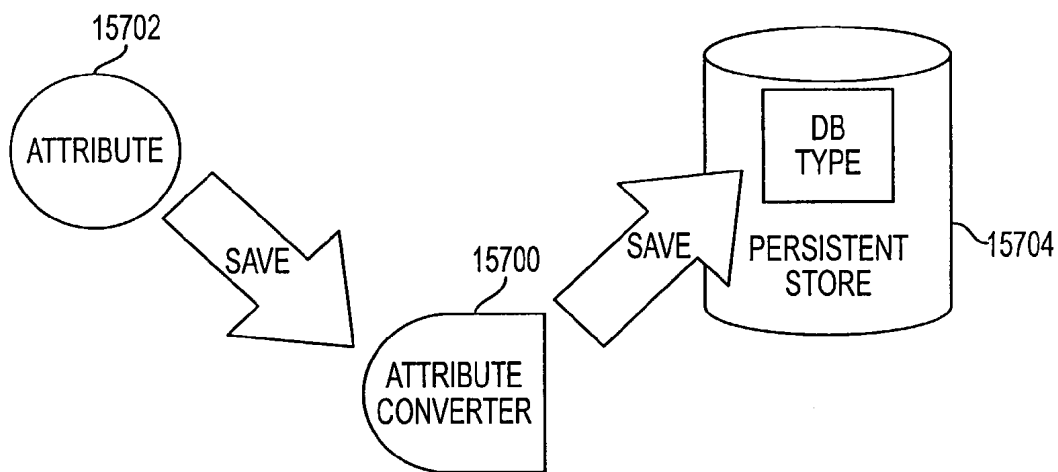 15702
ATTRIBUTE
SAVE
15700
ATTRIBUTE
CONVERTER
SAVE
DB
TYPE
PERSISTENT
STORE
15704